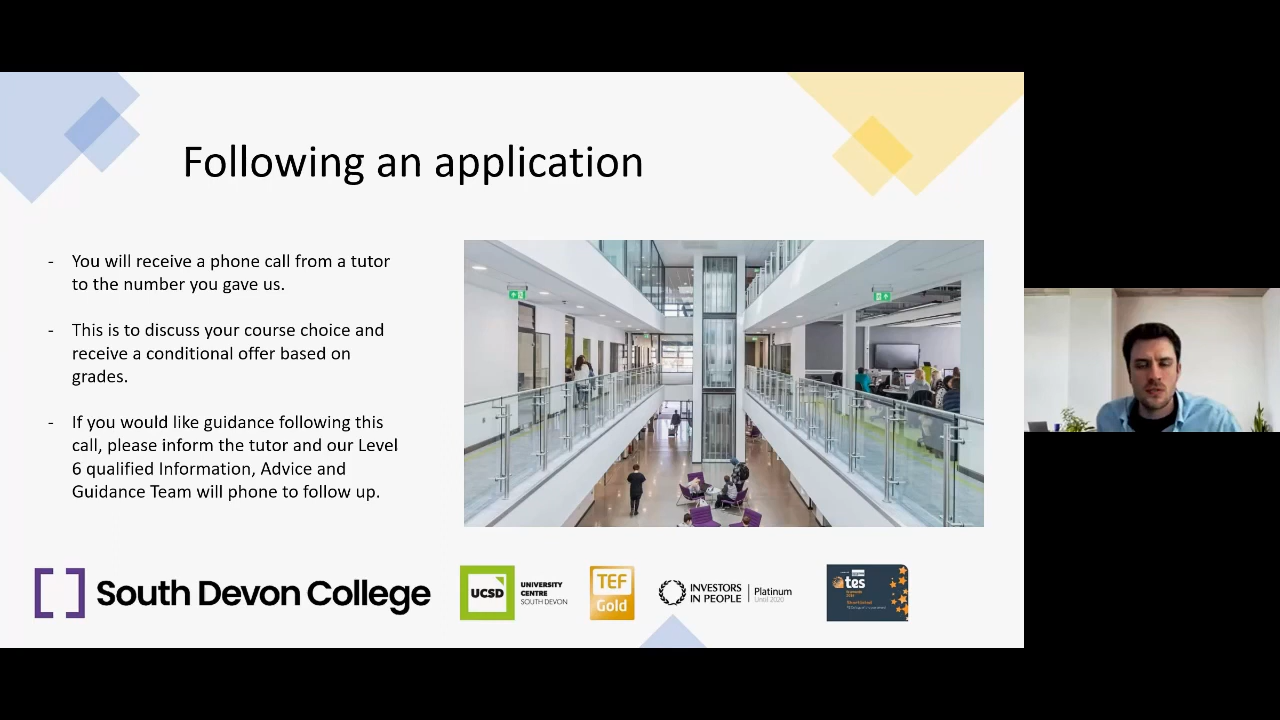 Following an application
- You will receive a phone call from a tutor
to the number you gave us.
- This is to discuss your course choice and
receive a conditional offer based on
grades.
- If you would like guidance following this
call, please inform the tutor and our Level
6 qualified Information, Advice and
Guidance Team will phone to follow up.
South Devon College
UCSD
UNIVERSITY
CENTRE
SOUTH DEVON
TEF
Gold
INVESTORS
IN PEOPLE
Platinum
Until 2020
tes